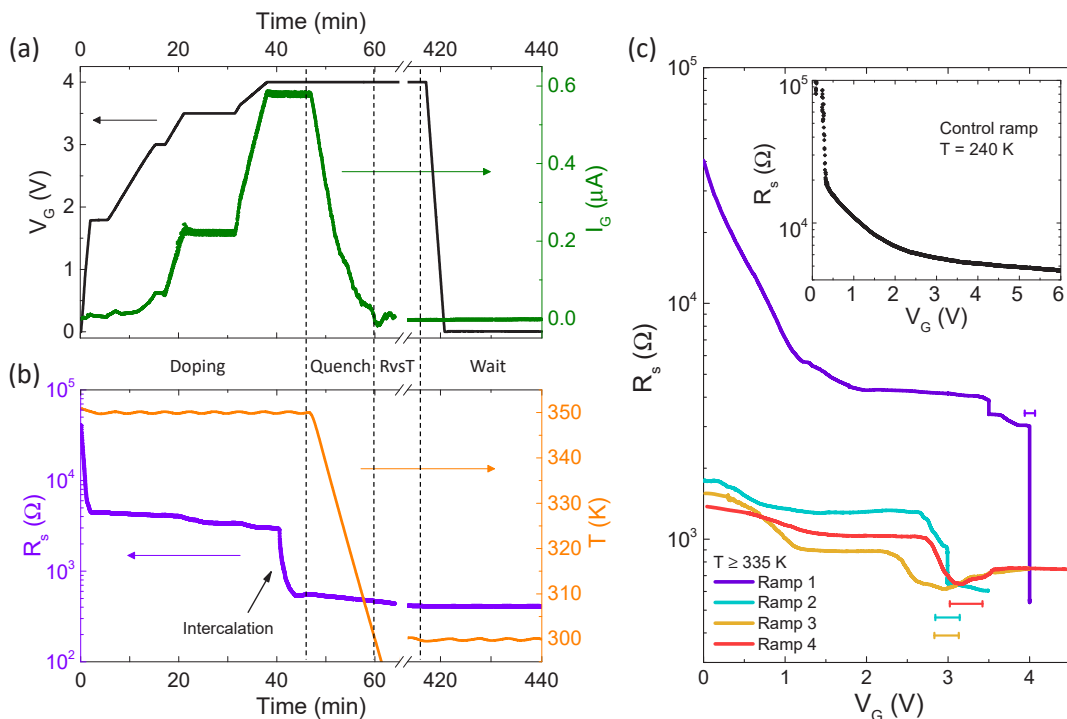 (a)
Time (min)
0 20 40 60 420 440
4
3
2
1
0
V_G (V)
0.6
0.4
0.2
0.0
I_G (μA)
Doping Quench RvsT Wait
(b)
10^5
10^4
10^3
10^2
R_s (Ω)
350
340
330
320
310
300
T (K)
Intercalation
0 20 40 60 420 440
Time (min)
(c)
10^5
10^4
10^3
R_s (Ω)
10^5
10^4
R_s (Ω)
Control ramp
T = 240 K
0 1 2 3 4 5 6
V_G (V)
T ≥ 335 K
Ramp 1
Ramp 2
Ramp 3
Ramp 4
0 1 2 3 4
V_G (V)